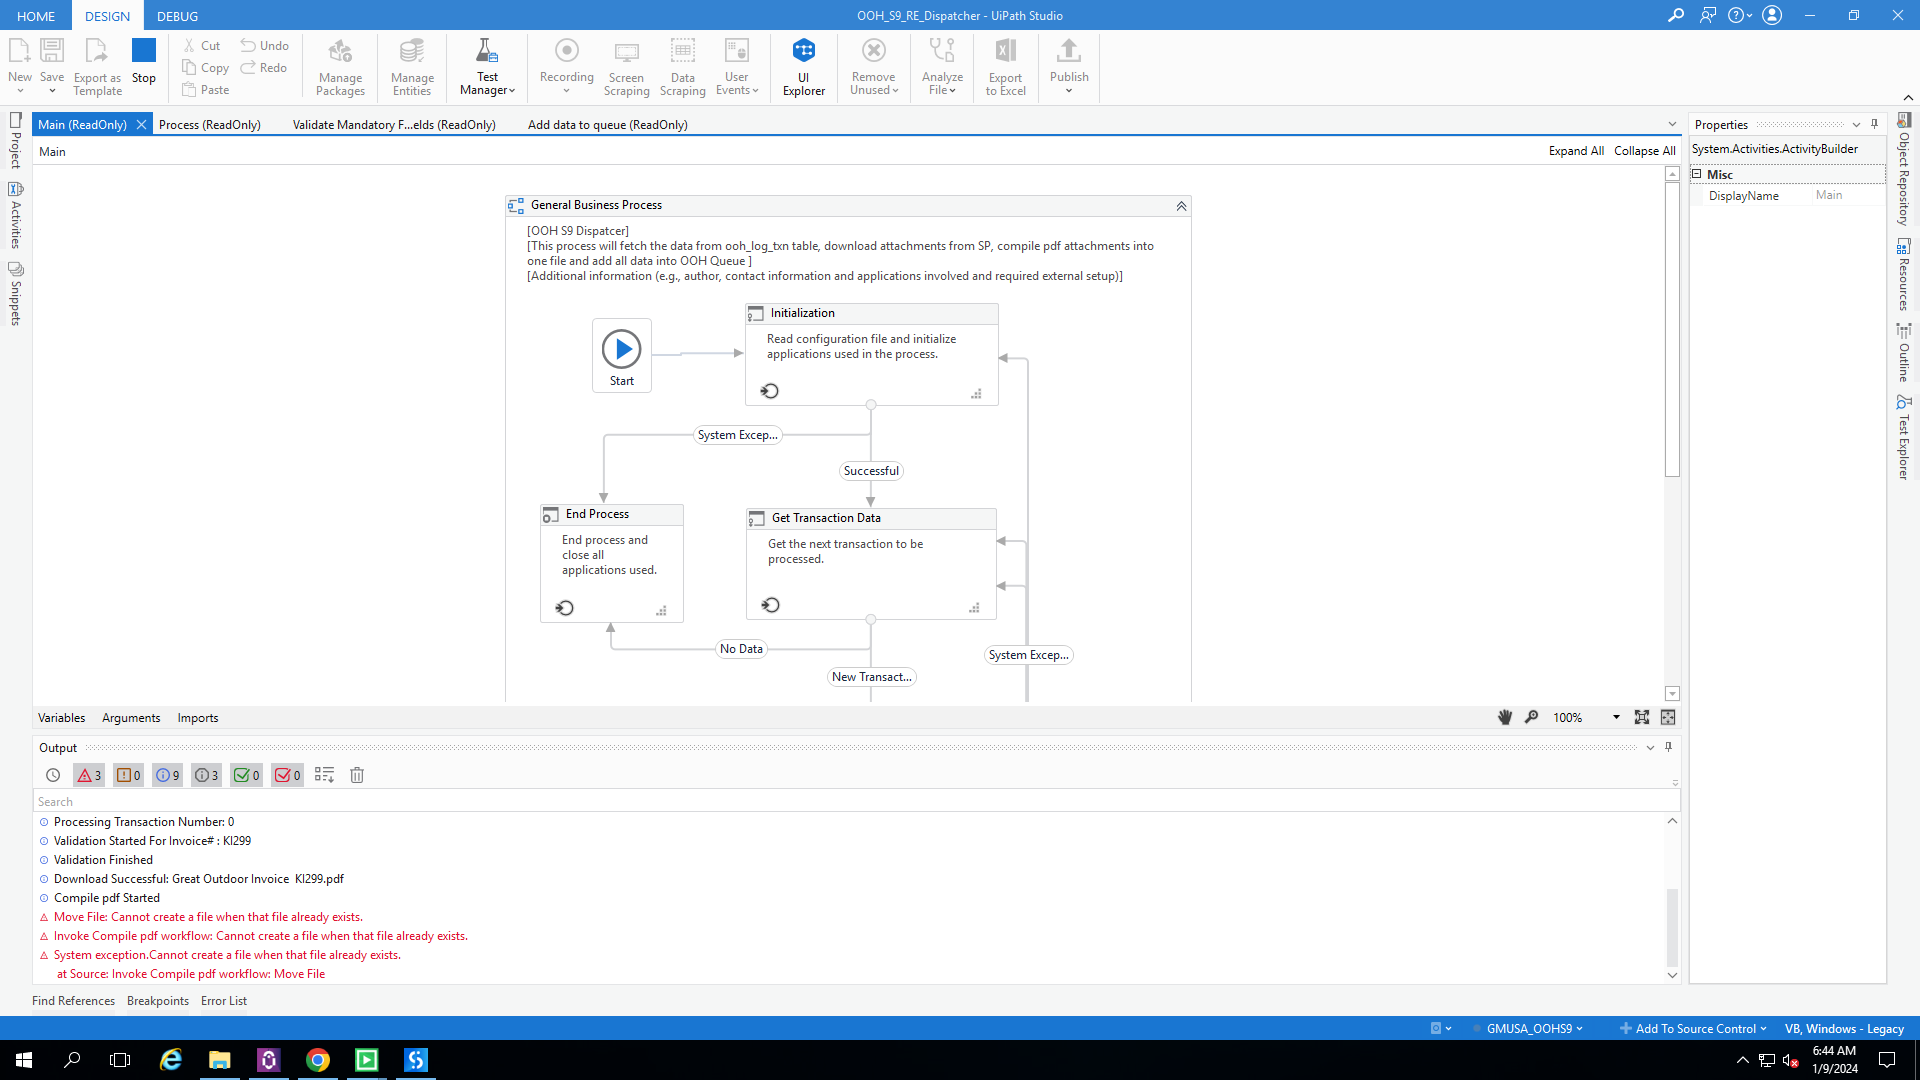 HOME
DESIGN
DEBUG
OOH_S9_RE_Dispatcher - UiPath Studio
New
Save
Export as Template
Stop
Cut
Copy
Paste
Undo
Redo
Manage Packages
Manage Entities
Test Manager
Recording
Screen Scraping
Data Scraping
User Events
UI Explorer
Remove Unused
Analyze File
Export to Excel
Publish
Main (ReadOnly)
Process (ReadOnly)
Validate Mandatory F...elds (ReadOnly)
Add data to queue (ReadOnly)
Main
Expand All
Collapse All
Project
Activities
Snippets
General Business Process
[OOH S9 Dispatcer]
[This process will fetch the data from ooh_log_txn table, download attachments from SP, compile pdf attachments into
one file and add all data into OOH Queue ]
[Additional information (e.g., author, contact information and applications involved and required external setup)]
Start
Initialization
Read configuration file and initialize
applications used in the process.
System Excep...
Successful
End Process
End process and
close all
applications used.
Get Transaction Data
Get the next transaction to be
processed.
No Data
New Transact...
System Excep...
Properties
System.Activities.ActivityBuilder
Misc
DisplayName
Main
Object Repository
Resources
Outline
Test Explorer
Variables
Arguments
Imports
100%
Output
3
0
9
3
0
0
Search
Processing Transaction Number: 0
Validation Started For Invoice# : KI299
Validation Finished
Download Successful: Great Outdoor Invoice  KI299.pdf
Compile pdf Started
Move File: Cannot create a file when that file already exists.
Invoke Compile pdf workflow: Cannot create a file when that file already exists.
System exception.Cannot create a file when that file already exists.
at Source: Invoke Compile pdf workflow: Move File
Find References
Breakpoints
Error List
GMUSA_OOHS9
Add To Source Control
VB, Windows - Legacy
6:44 AM
1/9/2024